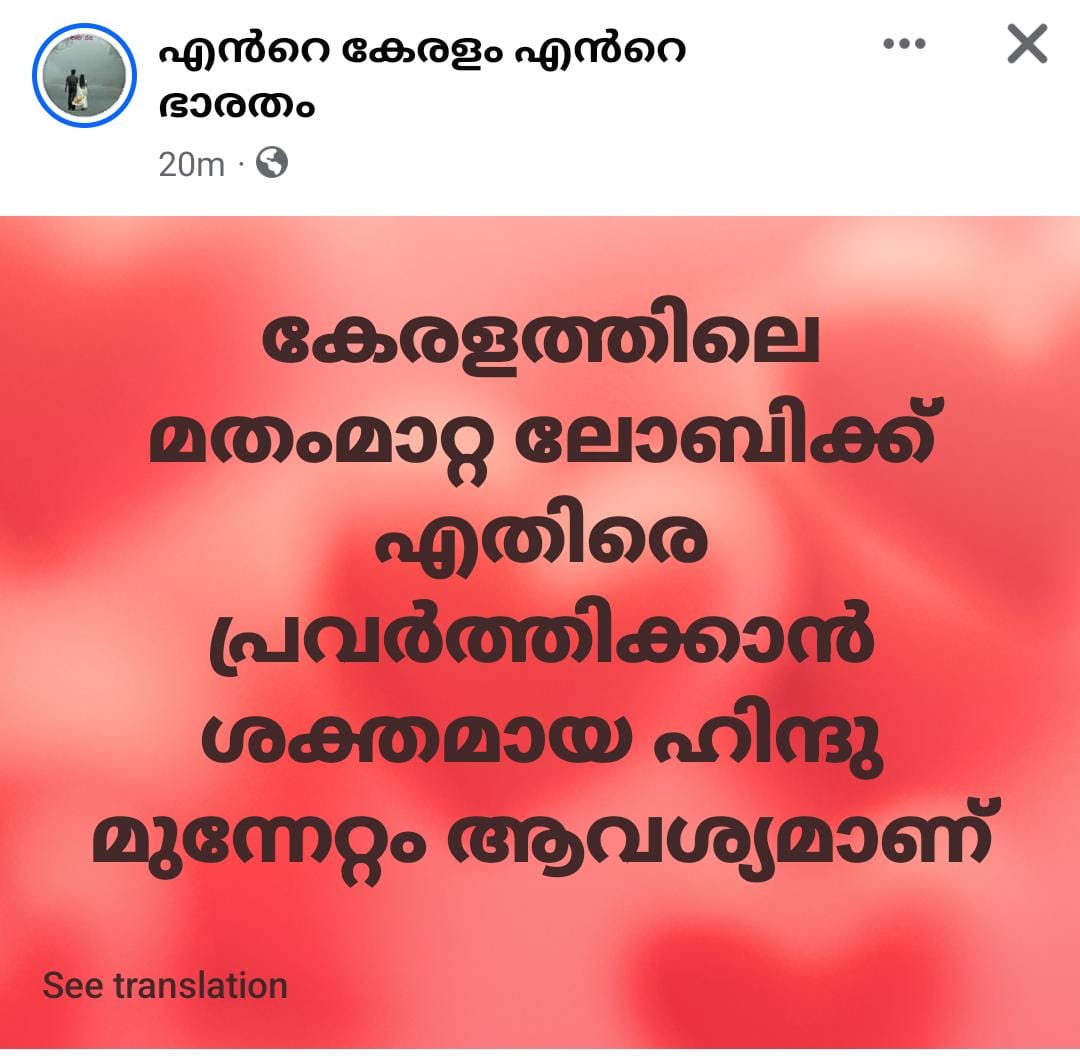 എൻറെ കേരളം എൻറെ
ഭാരതം
20m ·
കേരളത്തിലെ
മതംമാറ്റ ലോബിക്ക്
എതിരെ
പ്രവർത്തിക്കാൻ
ശക്തമായ ഹിന്ദു
മുന്നേറ്റം ആവശ്യമാണ്
See translation